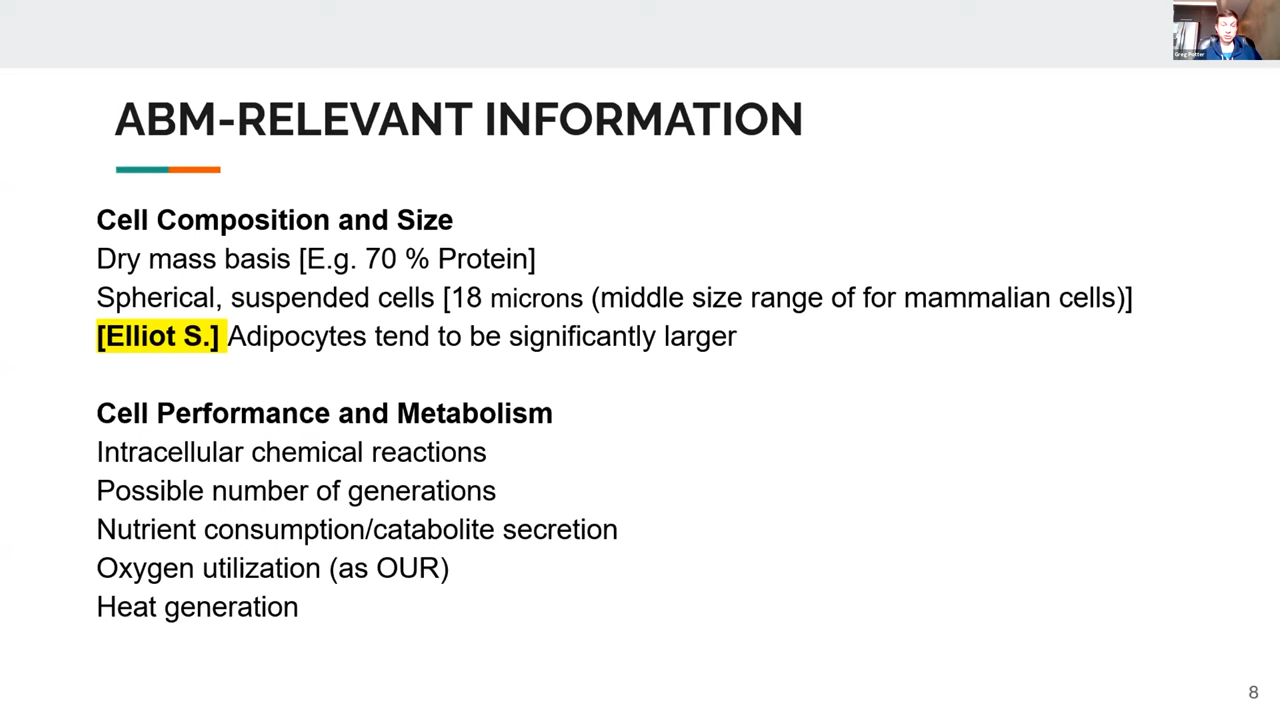 Greg Potter
ABM-RELEVANT INFORMATION
Cell Composition and Size
Dry mass basis [E.g. 70 % Protein]
Spherical, suspended cells [18 microns (middle size range of for mammalian cells)]
[Elliot S.] Adipocytes tend to be significantly larger
Cell Performance and Metabolism
Intracellular chemical reactions
Possible number of generations
Nutrient consumption/catabolite secretion
Oxygen utilization (as OUR)
Heat generation
8